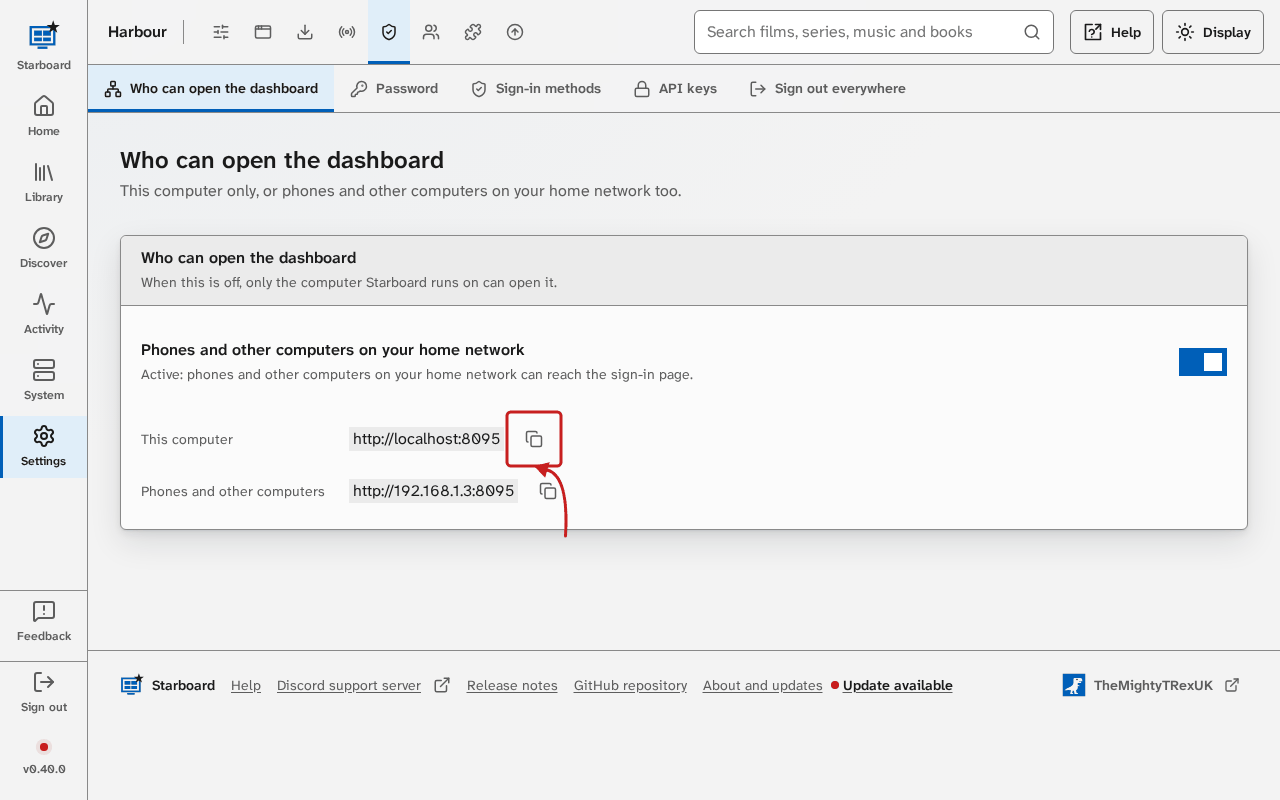 Starboard
Home
Library
Discover
Activity
System
Settings
Feedback
Sign out
v0.40.0
Harbour
Search films, series, music and books
Help
Display
Who can open the dashboard
Password
Sign-in methods
API keys
Sign out everywhere
Who can open the dashboard
This computer only, or phones and other computers on your home network too.
Who can open the dashboard
When this is off, only the computer Starboard runs on can open it.
Phones and other computers on your home network
Active: phones and other computers on your home network can reach the sign-in page.
This computer http://localhost:8095
Phones and other computers http://192.168.1.3:8095
Starboard Help Discord support server Release notes GitHub repository About and updates Update available TheMightyTRexUK